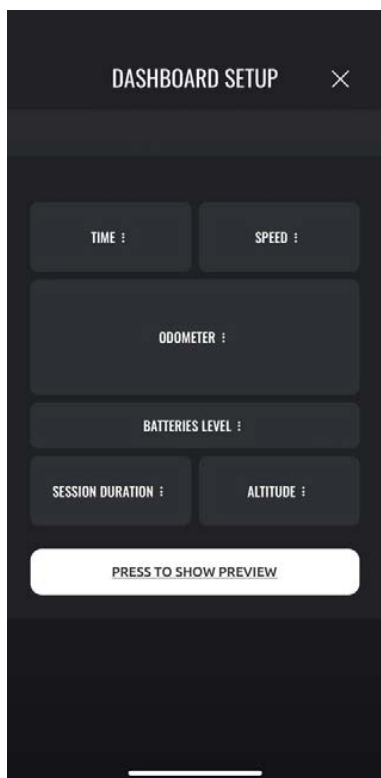 DASHBOARD SETUP
TIME
SPEED
ODOMETER
BATTERIES LEVEL
SESSION DURATION
ALTITUDE
PRESS TO SHOW PREVIEW